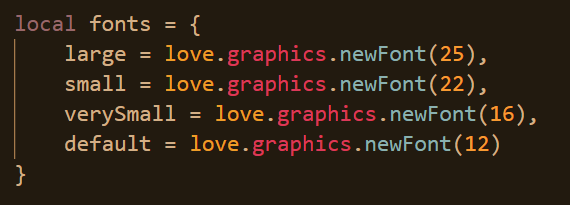 local fonts = {
    large = love.graphics.newFont(25),
    small = love.graphics.newFont(22),
    verySmall = love.graphics.newFont(16),
    default = love.graphics.newFont(12)
}